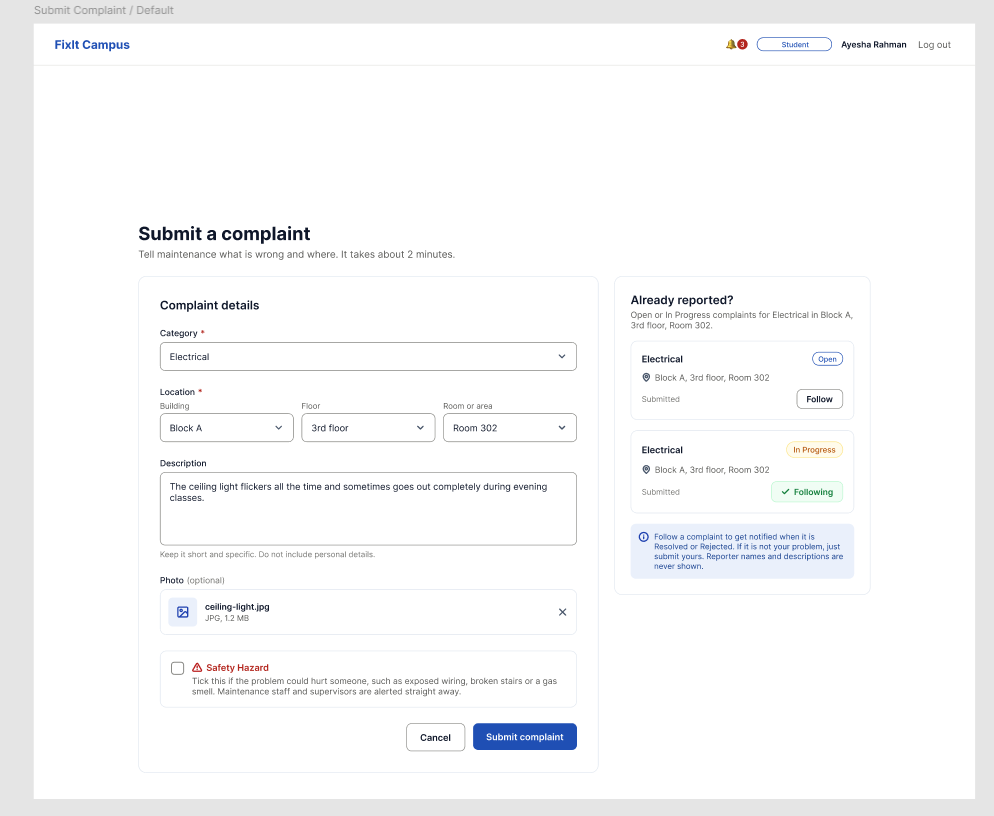 Submit Complaint / Default
FixIt Campus
3
Student
Ayesha Rahman
Log out
Submit a complaint
Tell maintenance what is wrong and where. It takes about 2 minutes.
Complaint details
Category *
Electrical
Location *
Building
Floor
Room or area
Block A
3rd floor
Room 302
Description
The ceiling light flickers all the time and sometimes goes out completely during evening
classes.
Keep it short and specific. Do not include personal details.
Photo (optional)
ceiling-light.jpg
JPG, 1.2 MB
Safety Hazard
Tick this if the problem could hurt someone, such as exposed wiring, broken stairs or a gas
smell. Maintenance staff and supervisors are alerted straight away.
Cancel
Submit complaint
Already reported?
Open or In Progress complaints for Electrical in Block A,
3rd floor, Room 302.
Electrical
Open
Block A, 3rd floor, Room 302
Submitted
Follow
Electrical
In Progress
Block A, 3rd floor, Room 302
Submitted
Following
Follow a complaint to get notified when it is
Resolved or Rejected. If it is not your problem, just
submit yours. Reporter names and descriptions are
never shown.